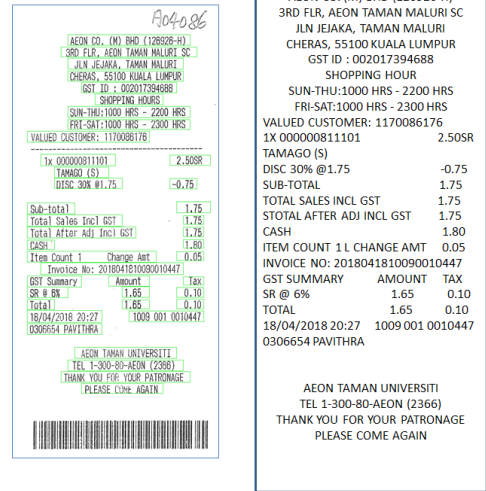 A04086
AEON CO. (M) BHD (126926-H)
3RD FLR, AEON TAMAN MALURI SC
JLN JEJAKA, TAMAN MALURI
CHERAS, 55100 KUALA LUMPUR
GST ID : 002017394688
SHOPPING HOURS
SUN-THU:1000 HRS - 2200 HRS
FRI-SAT:1000 HRS - 2300 HRS
VALUED CUSTOMER: 1170086176
1x 000000811101 2.50SR
TAMAGO (S)
DISC 30% @1.75 -0.75
Sub-total 1.75
Total Sales Incl GST 1.75
Total After Adj Incl GST 1.75
CASH 1.80
Item Count 1 Change Amt 0.05
Invoice No: 2018041810090010447
GST Summary Amount Tax
SR @ 6% 1.65 0.10
Total 1.65 0.10
18/04/2018 20:27 1009 001 0010447
0306654 PAVITHRA
AEON TAMAN UNIVERSITI
TEL 1-300-80-AEON (2366)
THANK YOU FOR YOUR PATRONAGE
PLEASE COME AGAIN
3RD FLR, AEON TAMAN MALURI SC
JLN JEJAKA, TAMAN MALURI
CHERAS, 55100 KUALA LUMPUR
GST ID : 002017394688
SHOPPING HOUR
SUN-THU:1000 HRS - 2200 HRS
FRI-SAT:1000 HRS - 2300 HRS
VALUED CUSTOMER: 1170086176
1X 000000811101 2.50SR
TAMAGO (S)
DISC 30% @1.75 -0.75
SUB-TOTAL 1.75
TOTAL SALES INCL GST 1.75
STOTAL AFTER ADJ INCL GST 1.75
CASH 1.80
ITEM COUNT 1 L CHANGE AMT 0.05
INVOICE NO: 2018041810090010447
GST SUMMARY AMOUNT TAX
SR @ 6% 1.65 0.10
TOTAL 1.65 0.10
18/04/2018 20:27 1009 001 0010447
0306654 PAVITHRA
AEON TAMAN UNIVERSITI
TEL 1-300-80-AEON (2366)
THANK YOU FOR YOUR PATRONAGE
PLEASE COME AGAIN